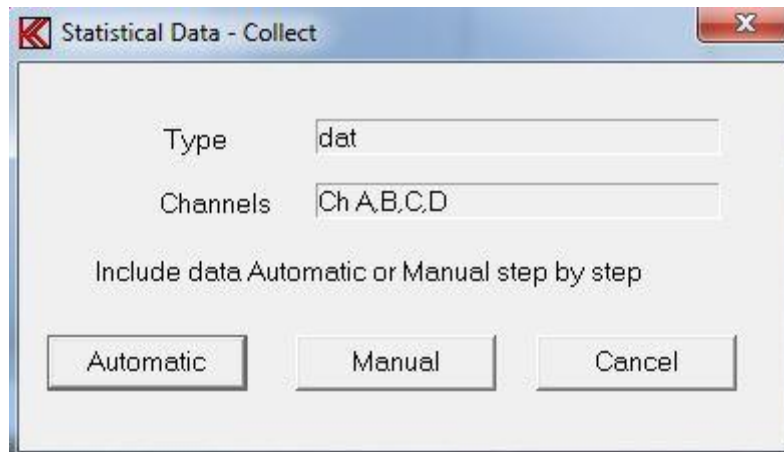 Statistical Data - Collect
Type dat
Channels Ch A,B,C,D
Include data Automatic or Manual step by step
Automatic Manual Cancel